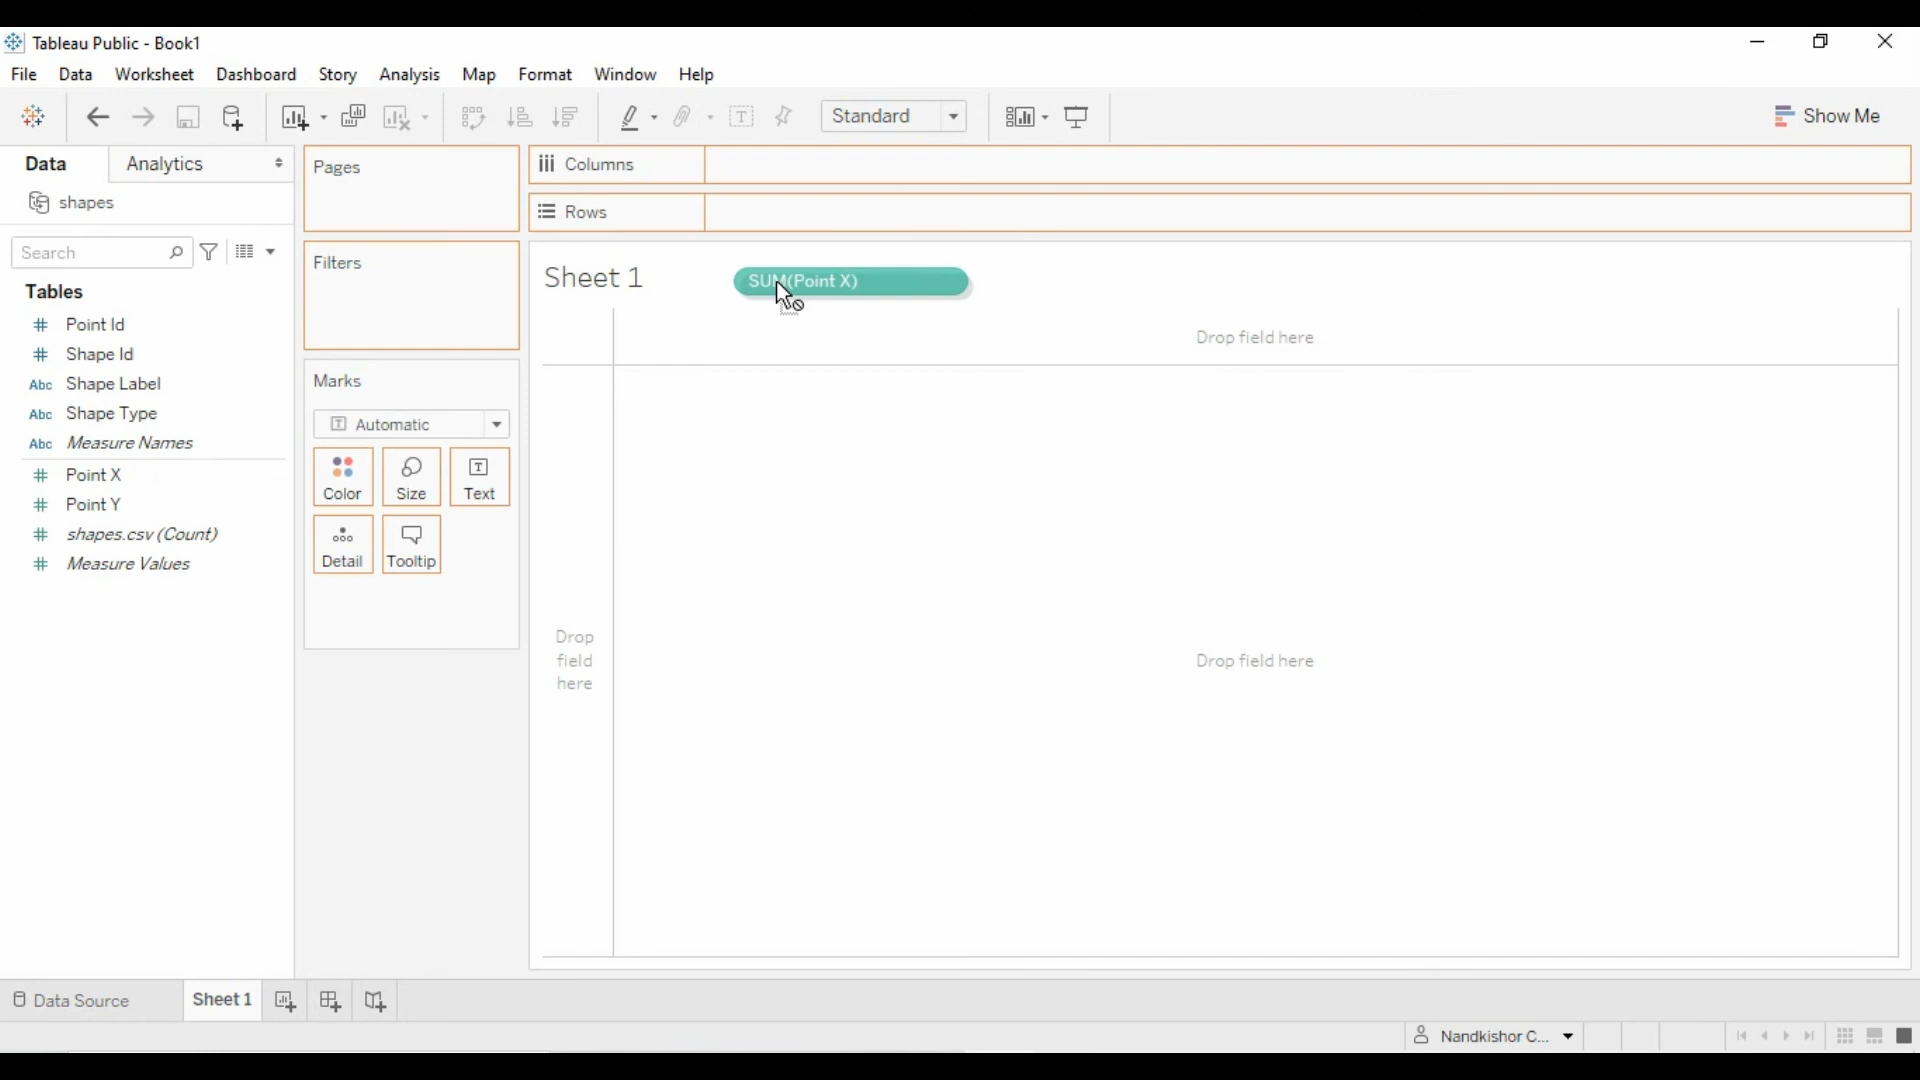 Tableau Public - Book1
File Data Worksheet Dashboard Story Analysis Map Format Window Help
Standard
Show Me
Data Analytics
shapes
Search
Tables
# Point Id
# Shape Id
Abc Shape Label
Abc Shape Type
Abc Measure Names
# Point X
# Point Y
# shapes.csv (Count)
# Measure Values
Pages
Filters
Marks
Automatic
Color Size Text
Detail Tooltip
Columns
Rows
Sheet 1
SUM(Point X)
Drop field here
Drop
field
here
Drop field here
Data Source Sheet 1
Nandkishor C...